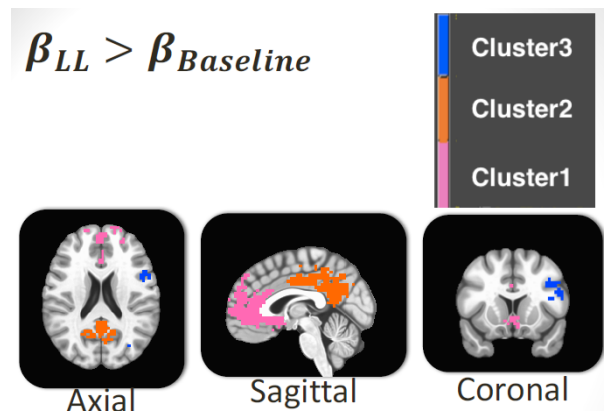 β_LL > β_Baseline
Cluster3
Cluster2
Cluster1
Axial
Sagittal
Coronal